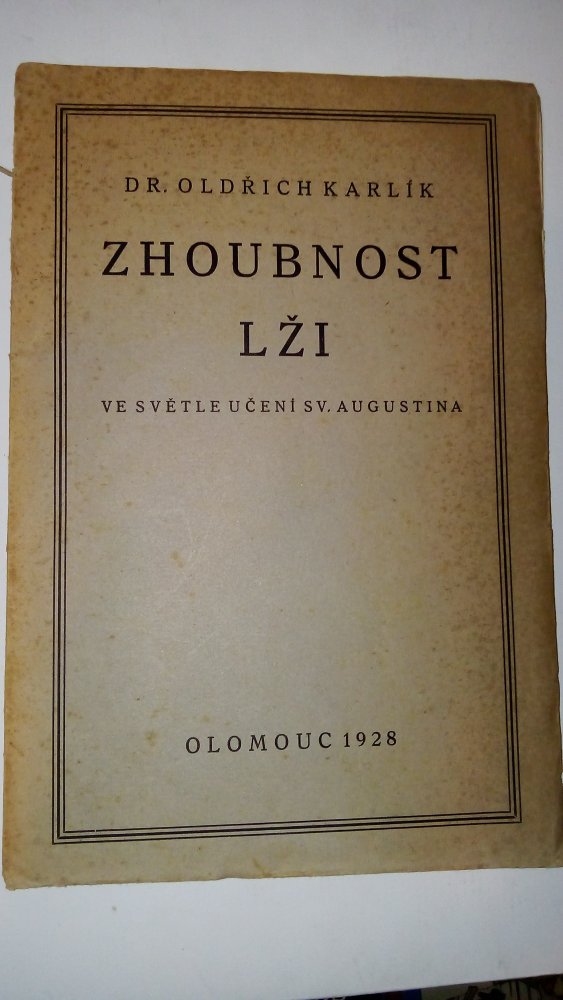 DR. OLDŘICH KARLÍK
ZHOUBNOST
LŽI
VE SVĚTLE UČENÍ SV. AUGUSTINA
OLOMOUC 1928